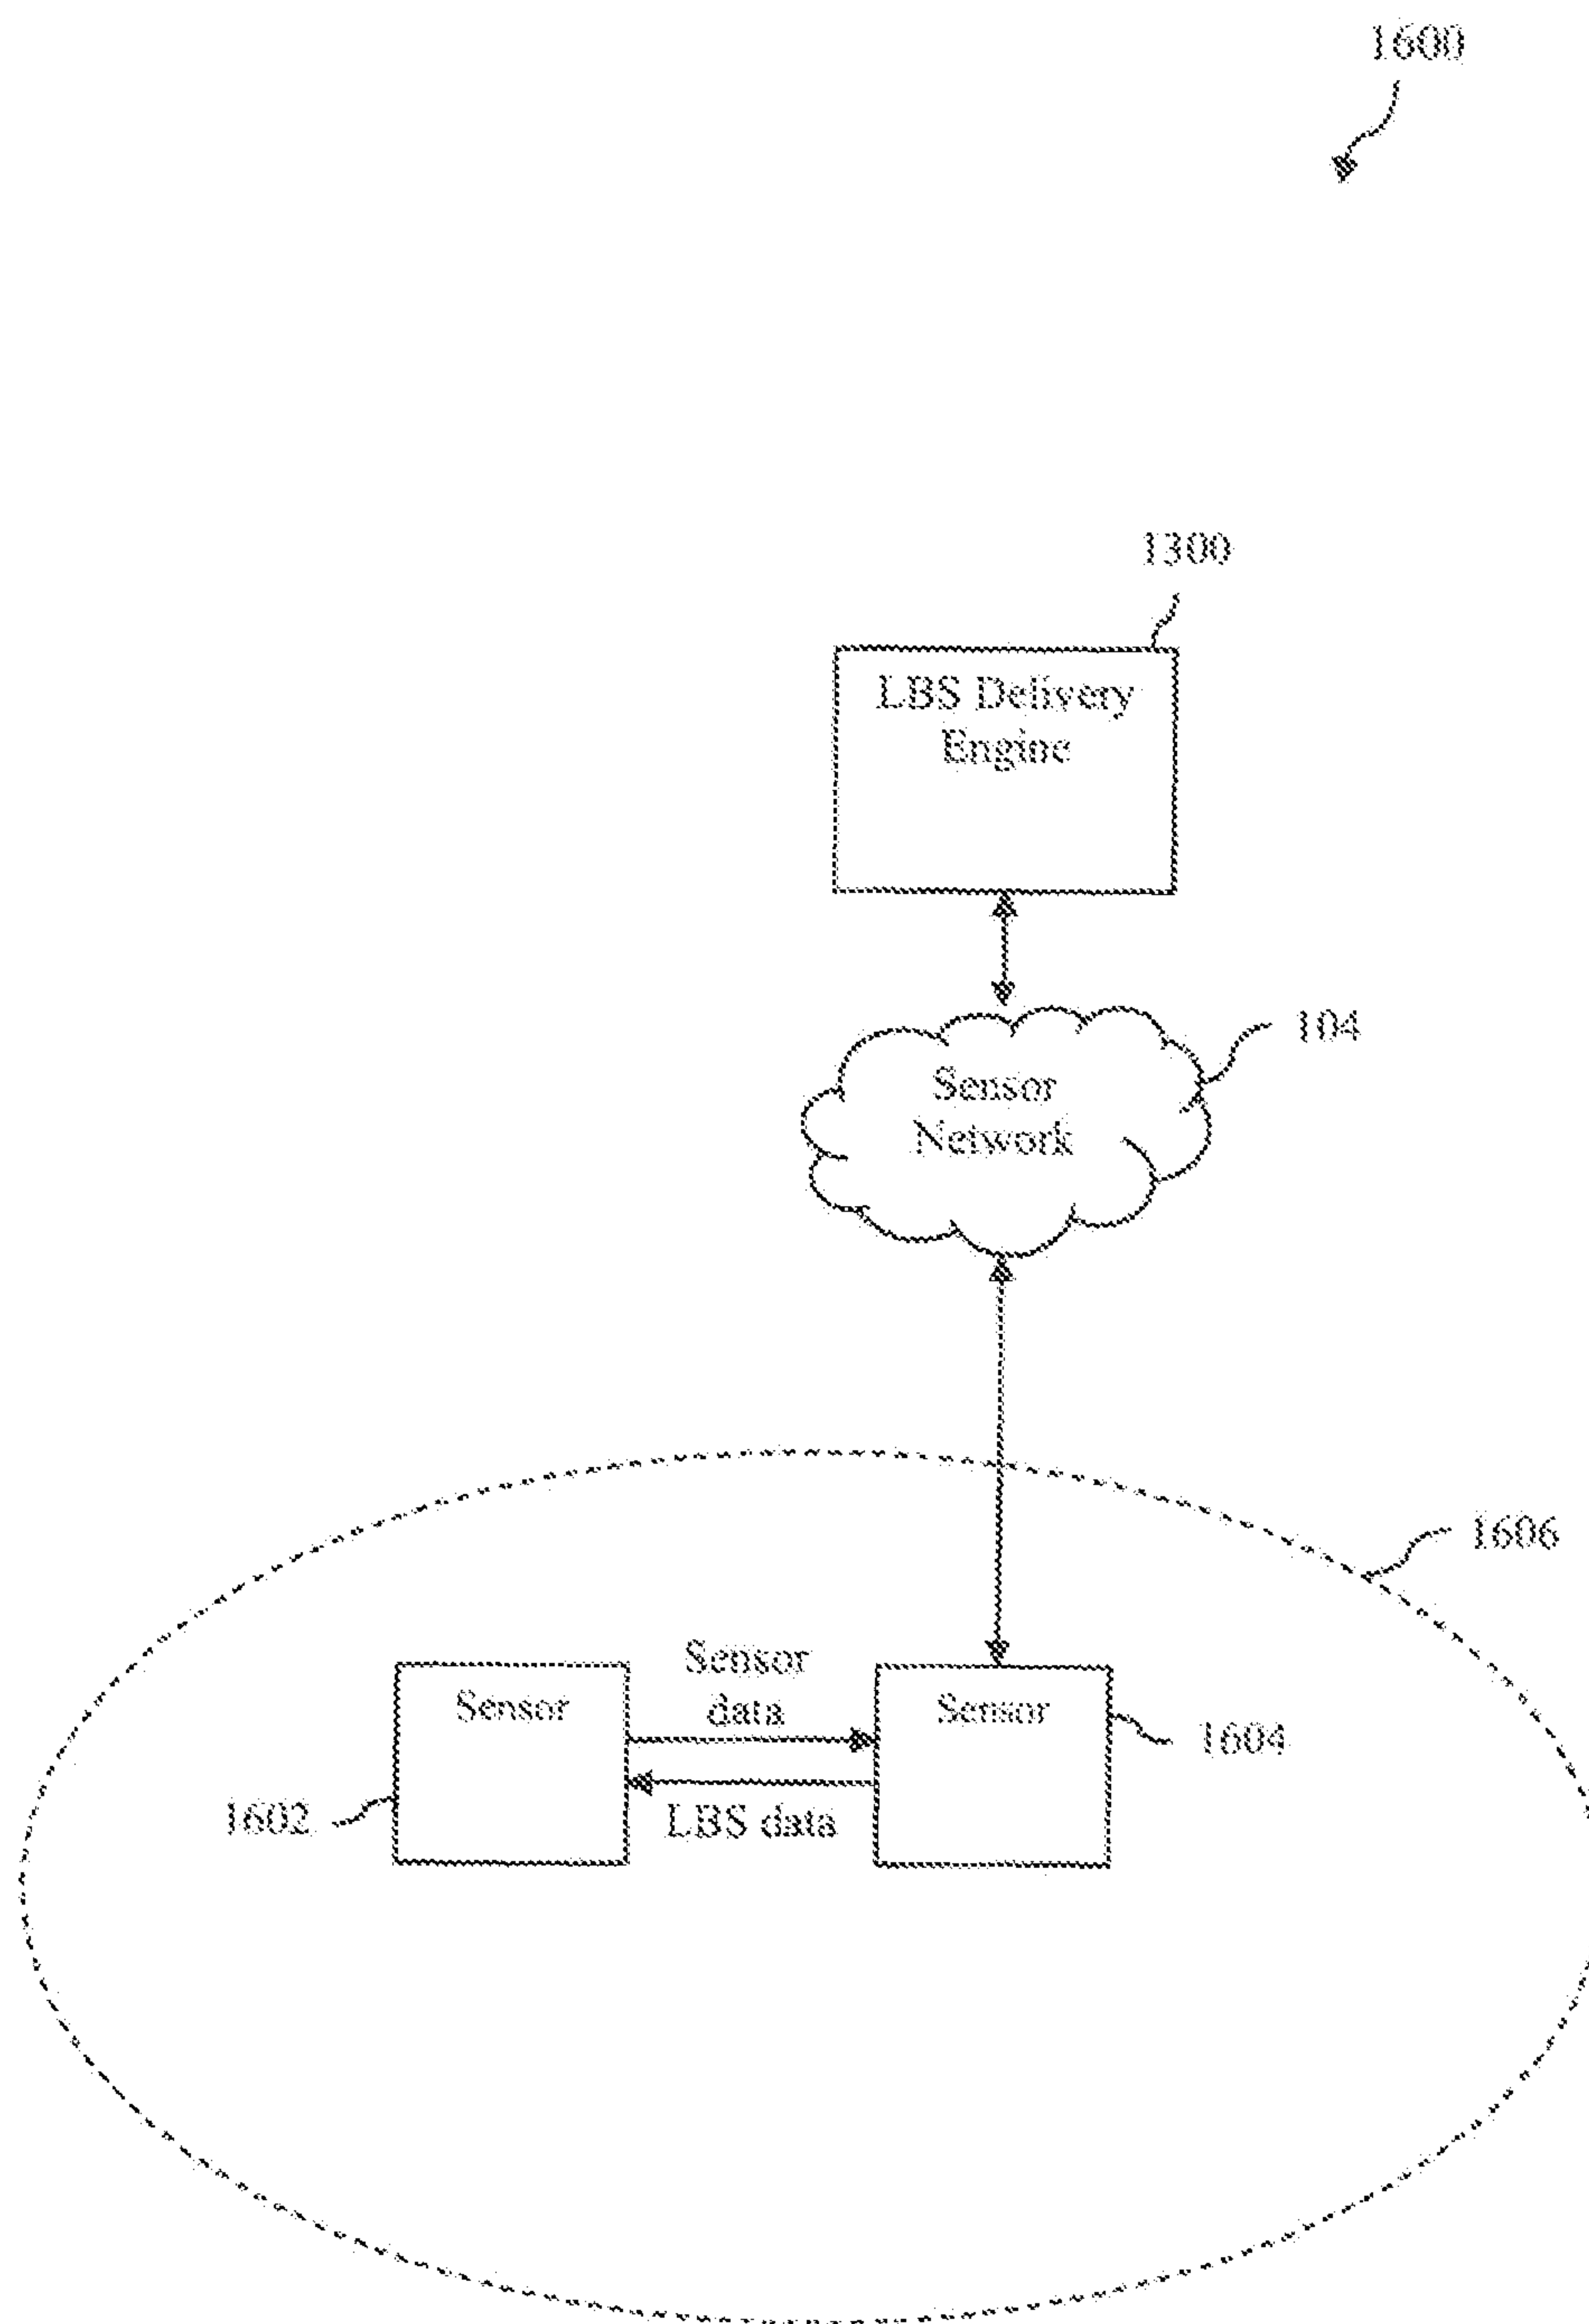 1600
1300
LBS Delivery
Engine
104
Sensor
Network
1606
Sensor
data
Sensor
Sensor
1604
1602
LBS data